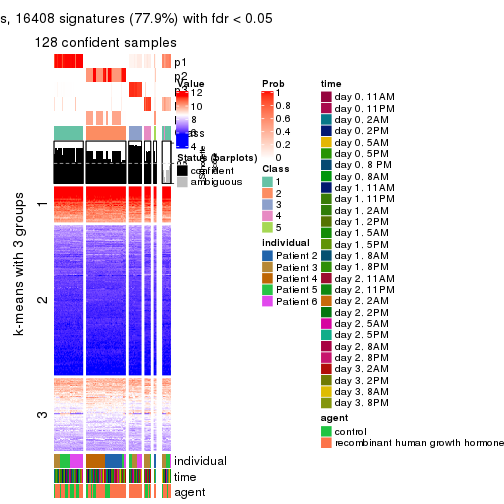 s, 16408 signatures (77.9%) with fdr < 0.05
128 confident samples
p1
p2
Value
12
10
8
6
4
Status (barplots)
confident
ambiguous
Prob
1
0.8
0.6
0.4
0.2
0
Class
1
2
3
4
5
individual
Patient 2
Patient 3
Patient 4
Patient 5
Patient 6
time
day 0. 11AM
day 0. 11PM
day 0. 2AM
day 0. 2PM
day 0. 5AM
day 0. 5PM
day 0. 8 PM
day 0. 8AM
day 1. 11AM
day 1. 11PM
day 1. 2AM
day 1. 2PM
day 1. 5AM
day 1. 5PM
day 1. 8AM
day 1. 8PM
day 2. 11AM
day 2. 11PM
day 2. 2AM
day 2. 2PM
day 2. 5AM
day 2. 5PM
day 2. 8AM
day 2. 8PM
day 3. 2AM
day 3. 2PM
day 3. 8AM
day 3. 8PM
agent
control
recombinant human growth hormone
k-means with 3 groups
1
2
3
individual
time
agent